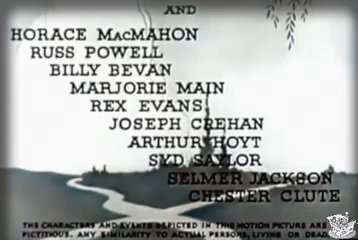 AND
HORACE MacMAHON
RUSS POWELL
BILLY BEVAN
MARJORIE MAIN
REX EVANS
JOSEPH CREHAN
ARTHUR HOYT
SYD SAYLOR
SELMER JACKSON
CHESTER CLUTE
THE CHARACTERS AND EVENTS DEPICTED IN THIS MOTION PICTURE ARE
FICTITIOUS. ANY SIMILARITY TO ACTUAL PERSONS, LIVING OR DEAD